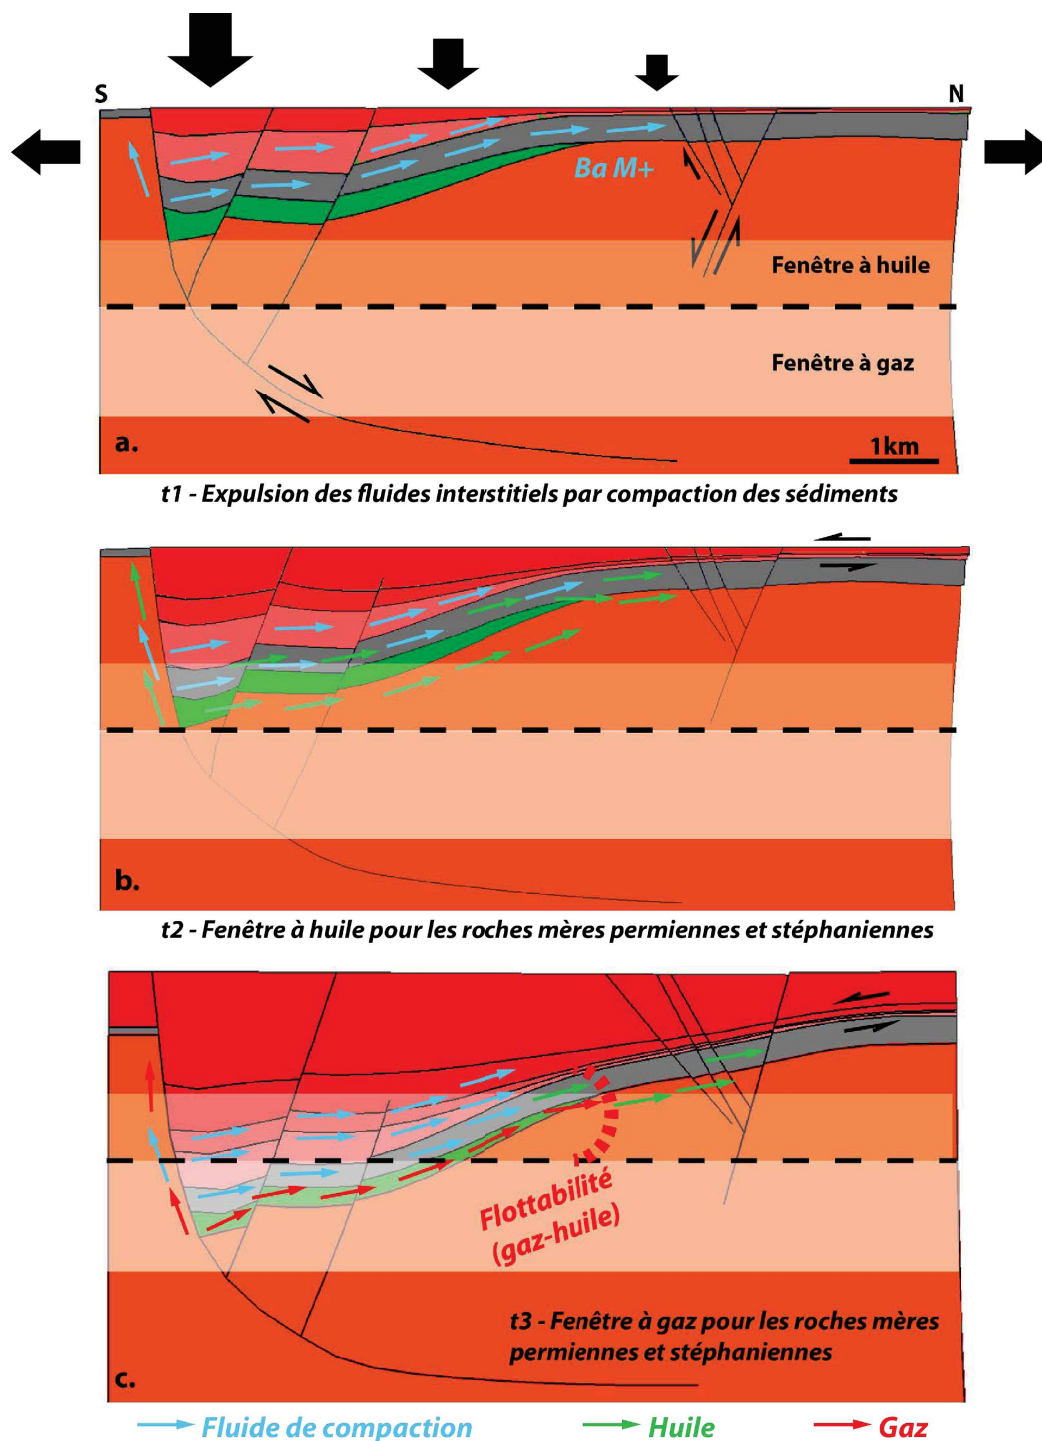 S
N
Ba M+
Fenêtre à huile
Fenêtre à gaz
a.
1km
t1 - Expulsion des fluides interstitiels par compaction des sédiments
b.
t2 - Fenêtre à huile pour les roches mères permiennes et stéphaniennes
Flottabilité
(gaz-huile)
t3 - Fenêtre à gaz pour les roches mères
permiennes et stéphaniennes
c.
Fluide de compaction
Huile
Gaz